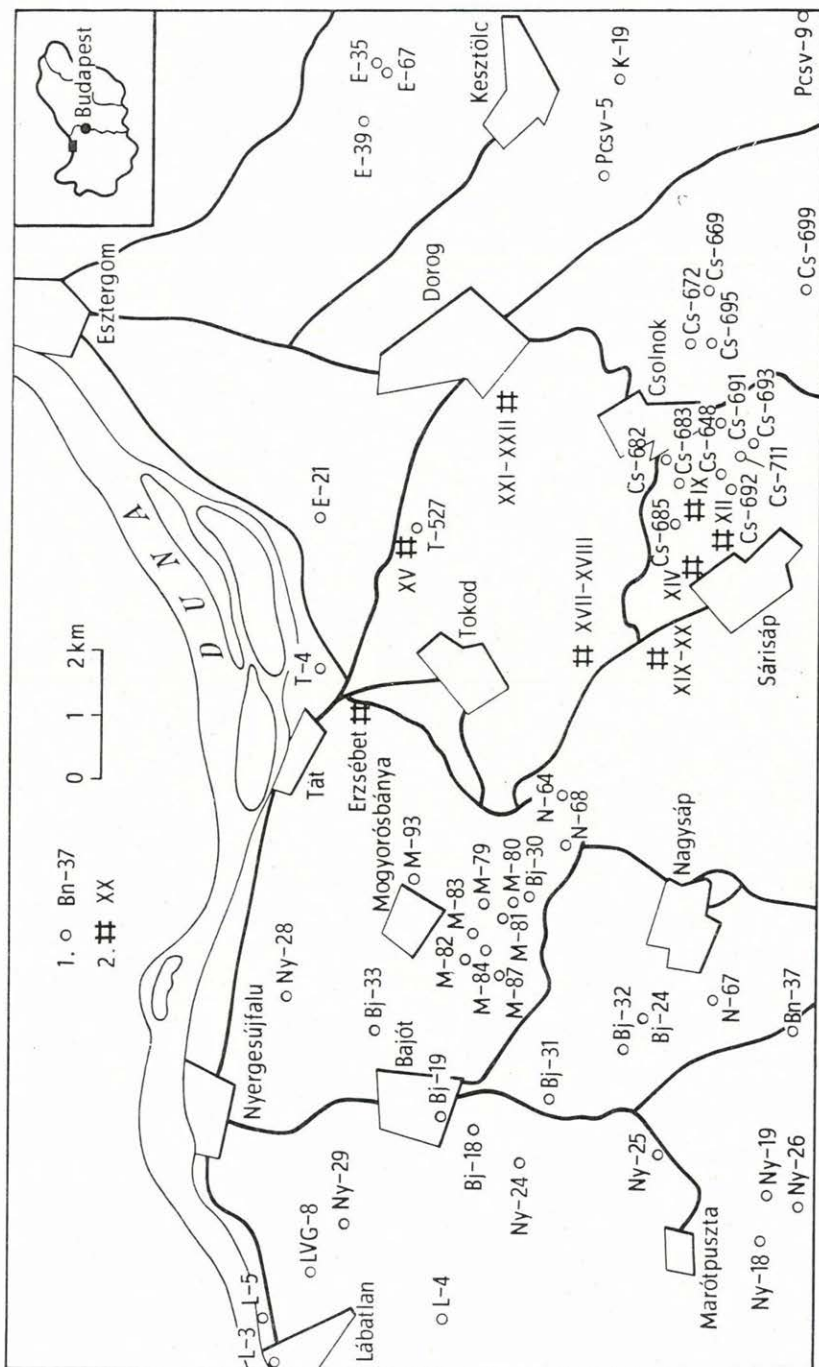 Budapest
E-35
E-67
E-39
Kesztölc
K-19
Pcsv-5
Pcsv-9
Esztergom
Dorog
Cs-669
Cs-672
Cs-695
Cs-699
Csolnok
Cs-691
Cs-693
Cs-648
Cs-683
Cs-682
IX
XII
Cs-711
Cs-692
Cs-685
XIV
XXI-XXII
E-21
DUNA
XV
T-527
XVII-XVIII
XIX-XX
Sárisáp
Tokod
T-4
0 1 2 km
Tát
Erzsébet
1. Bn-37
2. XX
Mogyorósbánya
M-93
N-64
N-68
M-79
M-80
Bj-30
M-83
M-81
M-82
M-84
M-87
Nagysáp
Ny-28
Bj-33
Bj-32
Bj-24
N-67
Bn-37
Nyergesújfalu
Bajót
Bj-19
Bj-31
Bj-18
Ny-24
Ny-25
Ny-19
Ny-26
Ny-29
LVG-8
Marótpuszta
Ny-18
L-5
L-3
Lábatlan
L-4